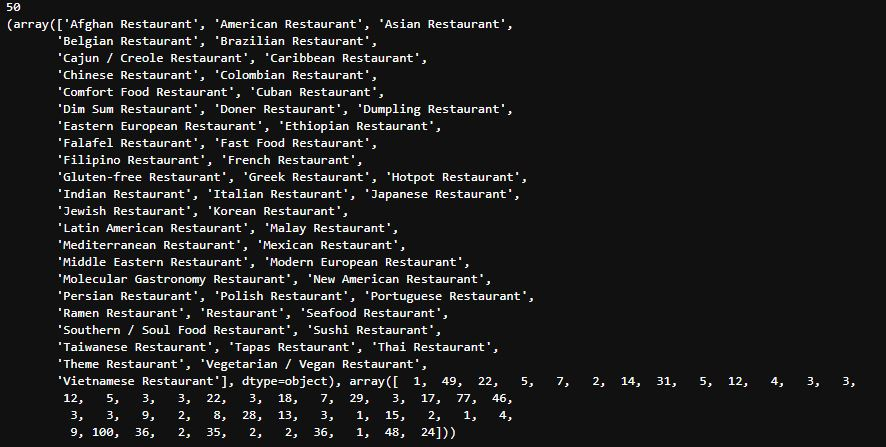 50
(array(['Afghan Restaurant', 'American Restaurant', 'Asian Restaurant',
'Belgian Restaurant', 'Brazilian Restaurant',
'Cajun / Creole Restaurant', 'Caribbean Restaurant',
'Chinese Restaurant', 'Colombian Restaurant',
'Comfort Food Restaurant', 'Cuban Restaurant',
'Dim Sum Restaurant', 'Doner Restaurant', 'Dumpling Restaurant',
'Eastern European Restaurant', 'Ethiopian Restaurant',
'Falafel Restaurant', 'Fast Food Restaurant',
'Filipino Restaurant', 'French Restaurant',
'Gluten-free Restaurant', 'Greek Restaurant', 'Hotpot Restaurant',
'Indian Restaurant', 'Italian Restaurant', 'Japanese Restaurant',
'Jewish Restaurant', 'Korean Restaurant',
'Latin American Restaurant', 'Malay Restaurant',
'Mediterranean Restaurant', 'Mexican Restaurant',
'Middle Eastern Restaurant', 'Modern European Restaurant',
'Molecular Gastronomy Restaurant', 'New American Restaurant',
'Persian Restaurant', 'Polish Restaurant', 'Portuguese Restaurant',
'Ramen Restaurant', 'Restaurant', 'Seafood Restaurant',
'Southern / Soul Food Restaurant', 'Sushi Restaurant',
'Taiwanese Restaurant', 'Tapas Restaurant', 'Thai Restaurant',
'Theme Restaurant', 'Vegetarian / Vegan Restaurant',
'Vietnamese Restaurant'], dtype=object), array([ 1, 49, 22, 5, 7, 2, 14, 31, 5, 12, 4, 3, 3,
12, 5, 3, 3, 22, 3, 18, 7, 29, 3, 17, 77, 46,
3, 3, 9, 2, 8, 28, 13, 3, 1, 15, 2, 1, 4,
9, 100, 36, 2, 35, 2, 2, 36, 1, 48, 24]))